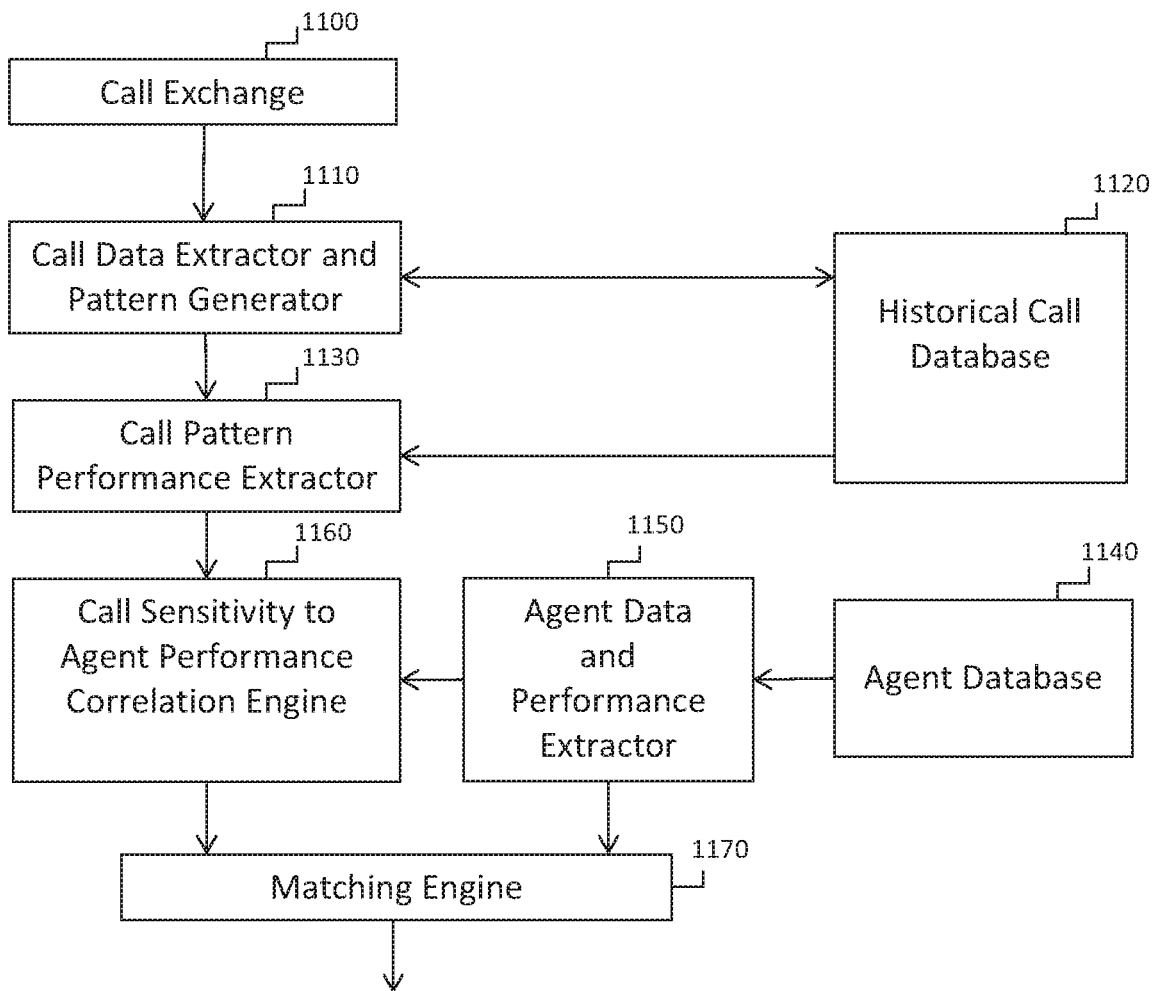 1100
Call Exchange
1110
Call Data Extractor and
Pattern Generator
1120
Historical Call
Database
1130
Call Pattern
Performance Extractor
1160
Call Sensitivity to
Agent Performance
Correlation Engine
1150
Agent Data
and
Performance
Extractor
1140
Agent Database
1170
Matching Engine